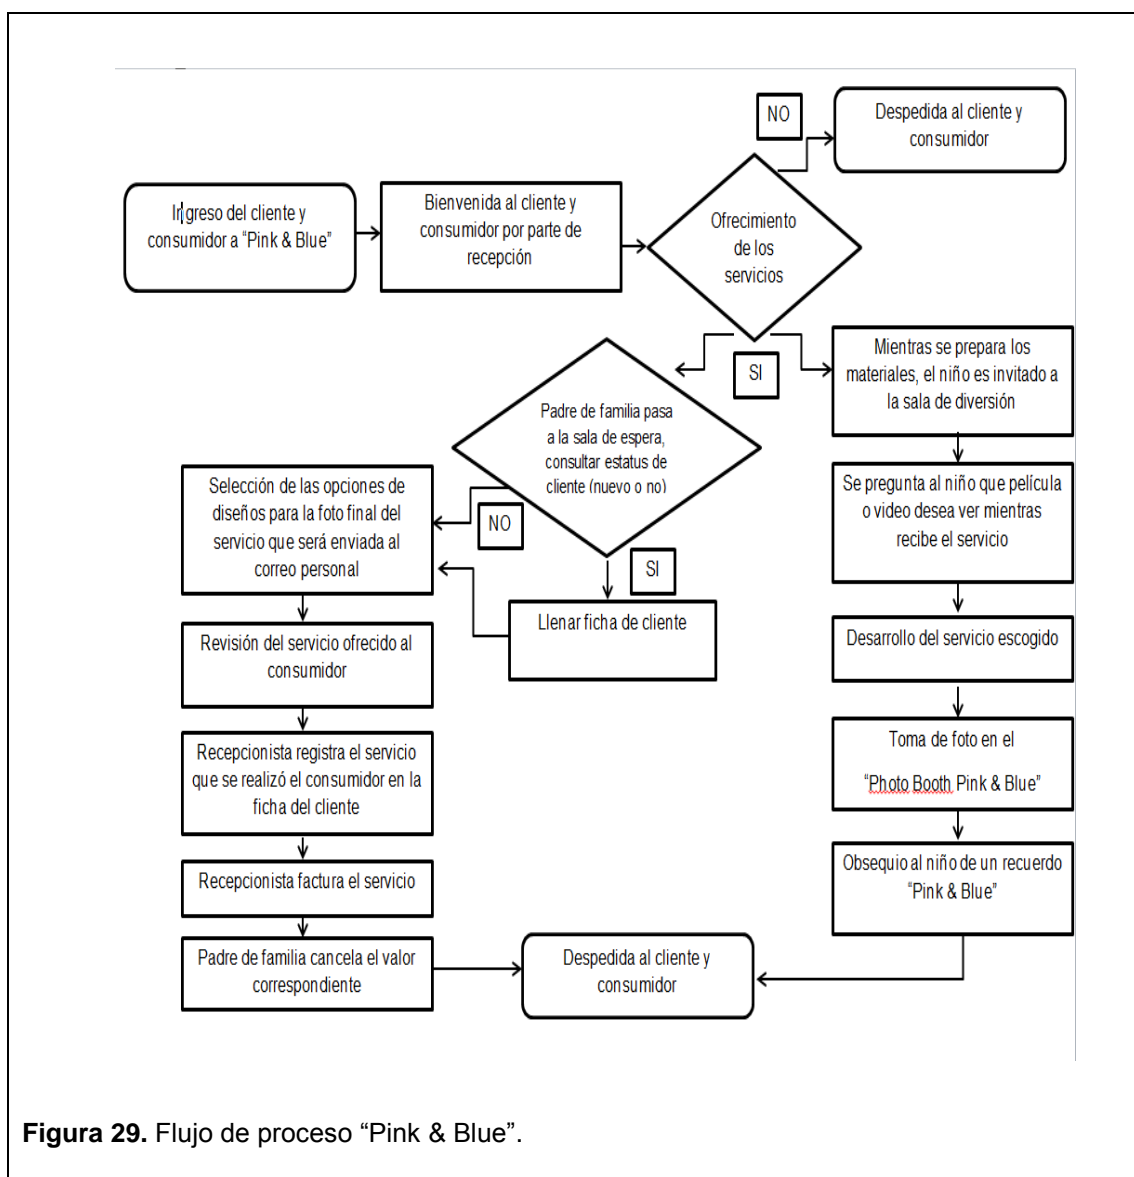 NO
Despedida al cliente y
consumidor
Ingreso del cliente y
consumidor a “Pink & Blue”
Bienvenida al cliente y
consumidor por parte de
recepción
Ofrecimiento
de los
servicios
SI
Mientras se prepara los
materiales, el niño es invitado a
la sala de diversión
Padre de familia pasa
a la sala de espera,
consultar estatus de
cliente (nuevo o no)
Selección de las opciones de
diseños para la foto final del
servicio que será enviada al
correo personal
NO
SI
Se pregunta al niño que película
o video desea ver mientras
recibe el servicio
Llenar ficha de cliente
Revisión del servicio ofrecido al
consumidor
Desarrollo del servicio escogido
Recepcionista registra el servicio
que se realizó el consumidor en la
ficha del cliente
Toma de foto en el
“Photo Booth Pink & Blue”
Recepcionista factura el servicio
Obsequio al niño de un recuerdo
“Pink & Blue”
Padre de familia cancela el valor
correspondiente
Despedida al cliente y
consumidor
Figura 29. Flujo de proceso “Pink & Blue”.